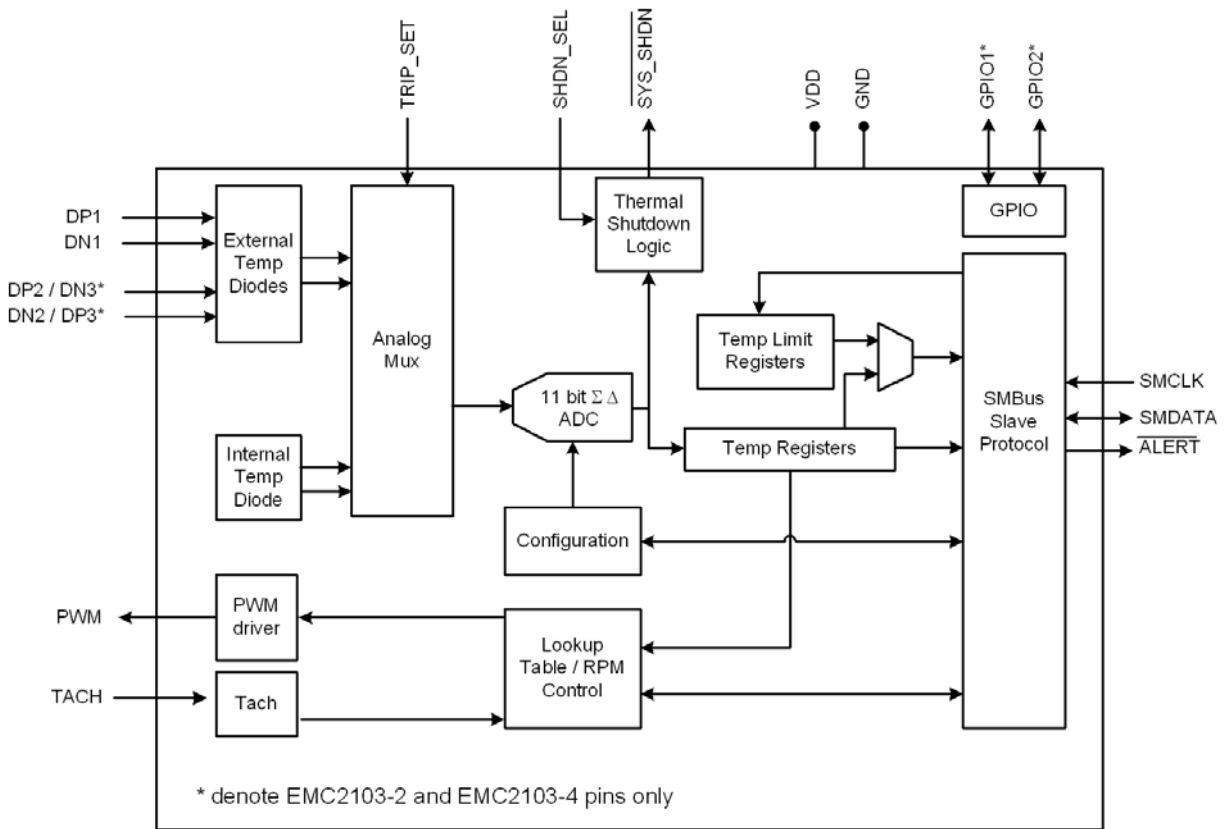 TRIP_SET
SHDN_SEL
SYS_SHDN
VDD
GND
GPIO1*
GPIO2*
DP1
DN1
DP2 / DN3*
DN2 / DP3*
External
Temp
Diodes
Analog
Mux
Thermal
Shutdown
Logic
GPIO
Temp Limit
Registers
11 bit Σ Δ
ADC
Temp Registers
SMBus
Slave
Protocol
SMCLK
SMDATA
ALERT
Internal
Temp
Diode
Configuration
PWM
PWM
driver
Lookup
Table / RPM
Control
TACH
Tach
* denote EMC2103-2 and EMC2103-4 pins only